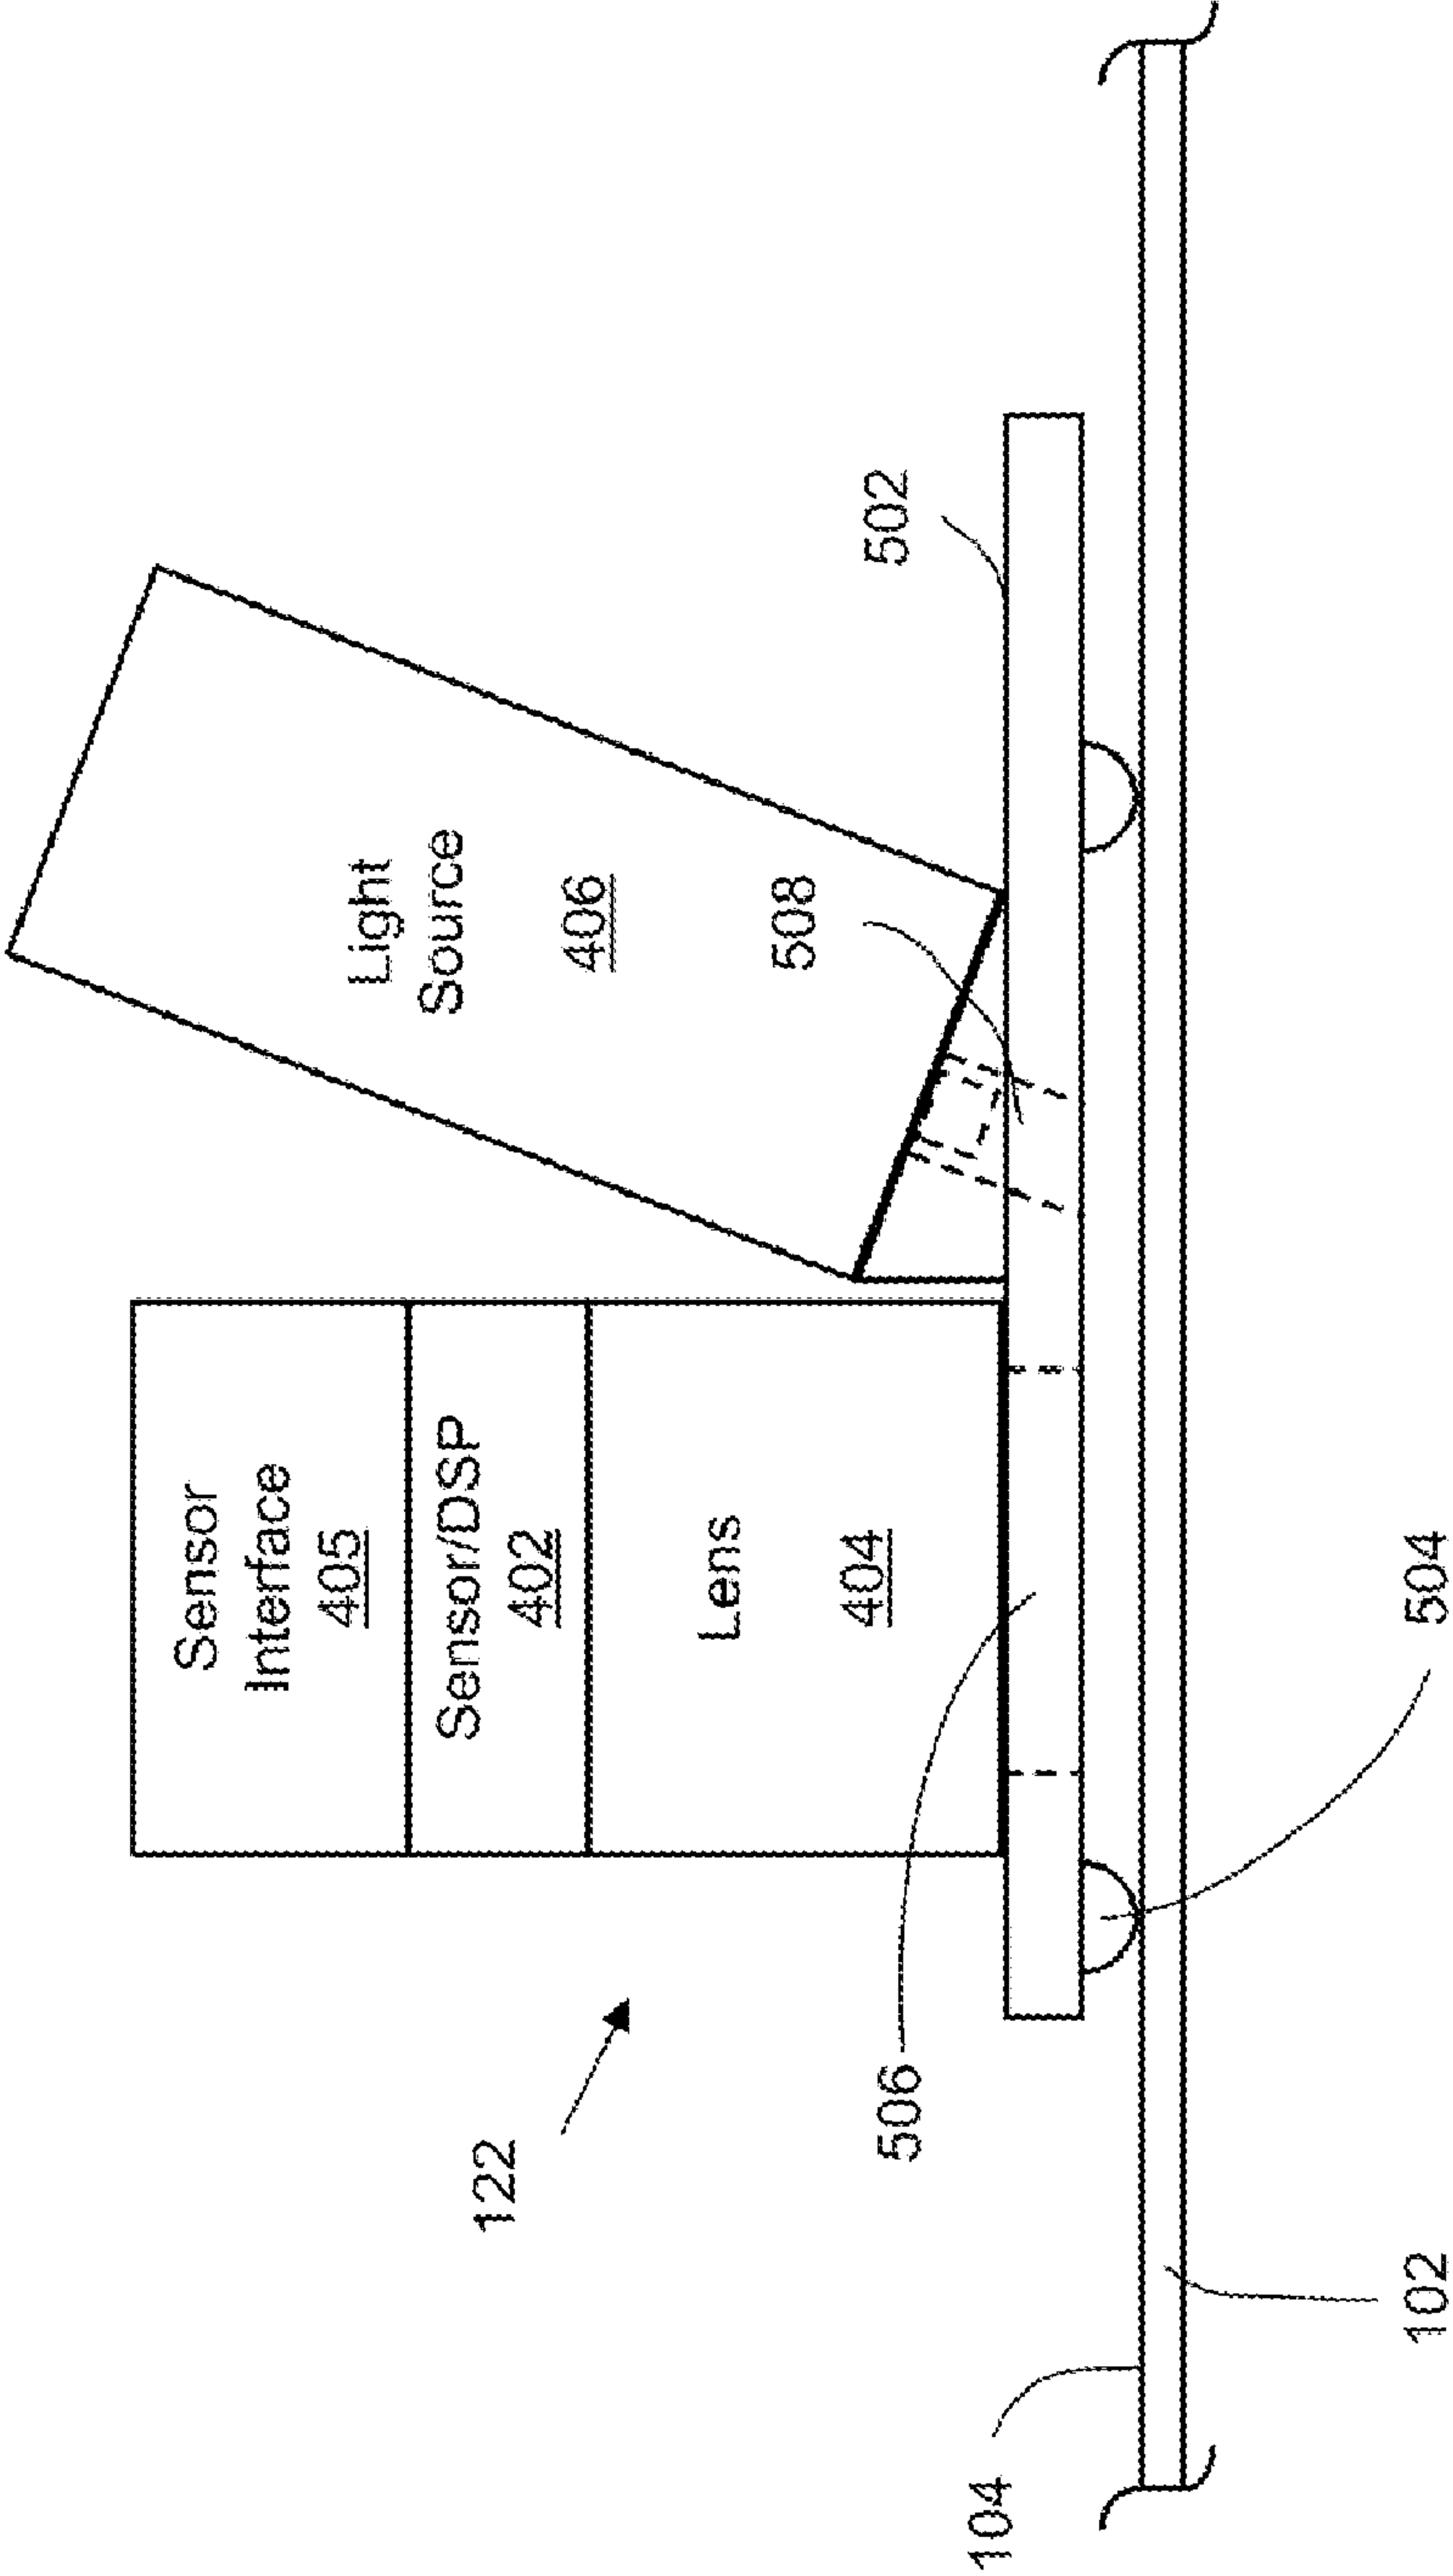 Sensor
Interface
405
Sensor/DSP
402
Lens
404
Light
Source
406
508
502
122
506
504
104
102